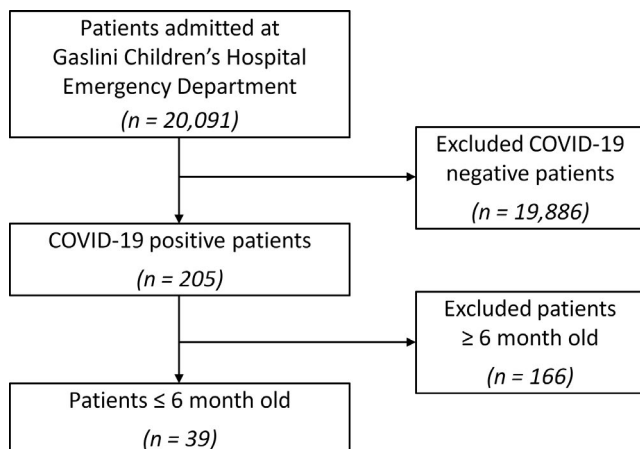 Patients admitted at
Gaslini Children’s Hospital
Emergency Department
(n = 20,091)
Excluded COVID-19
negative patients
(n = 19,886)
COVID-19 positive patients
(n = 205)
Excluded patients
≥ 6 month old
(n = 166)
Patients ≤ 6 month old
(n = 39)